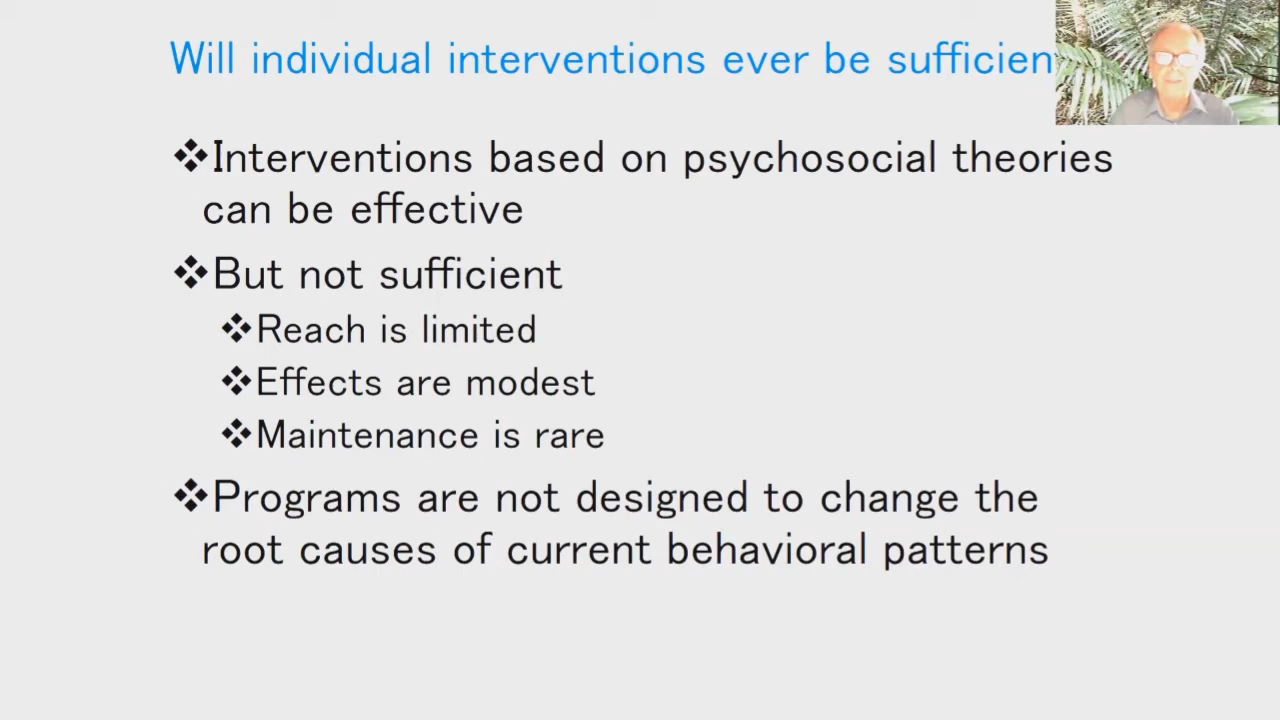 Will individual interventions ever be sufficien
❖Interventions based on psychosocial theories
can be effective
❖But not sufficient
❖Reach is limited
❖Effects are modest
❖Maintenance is rare
❖Programs are not designed to change the
root causes of current behavioral patterns